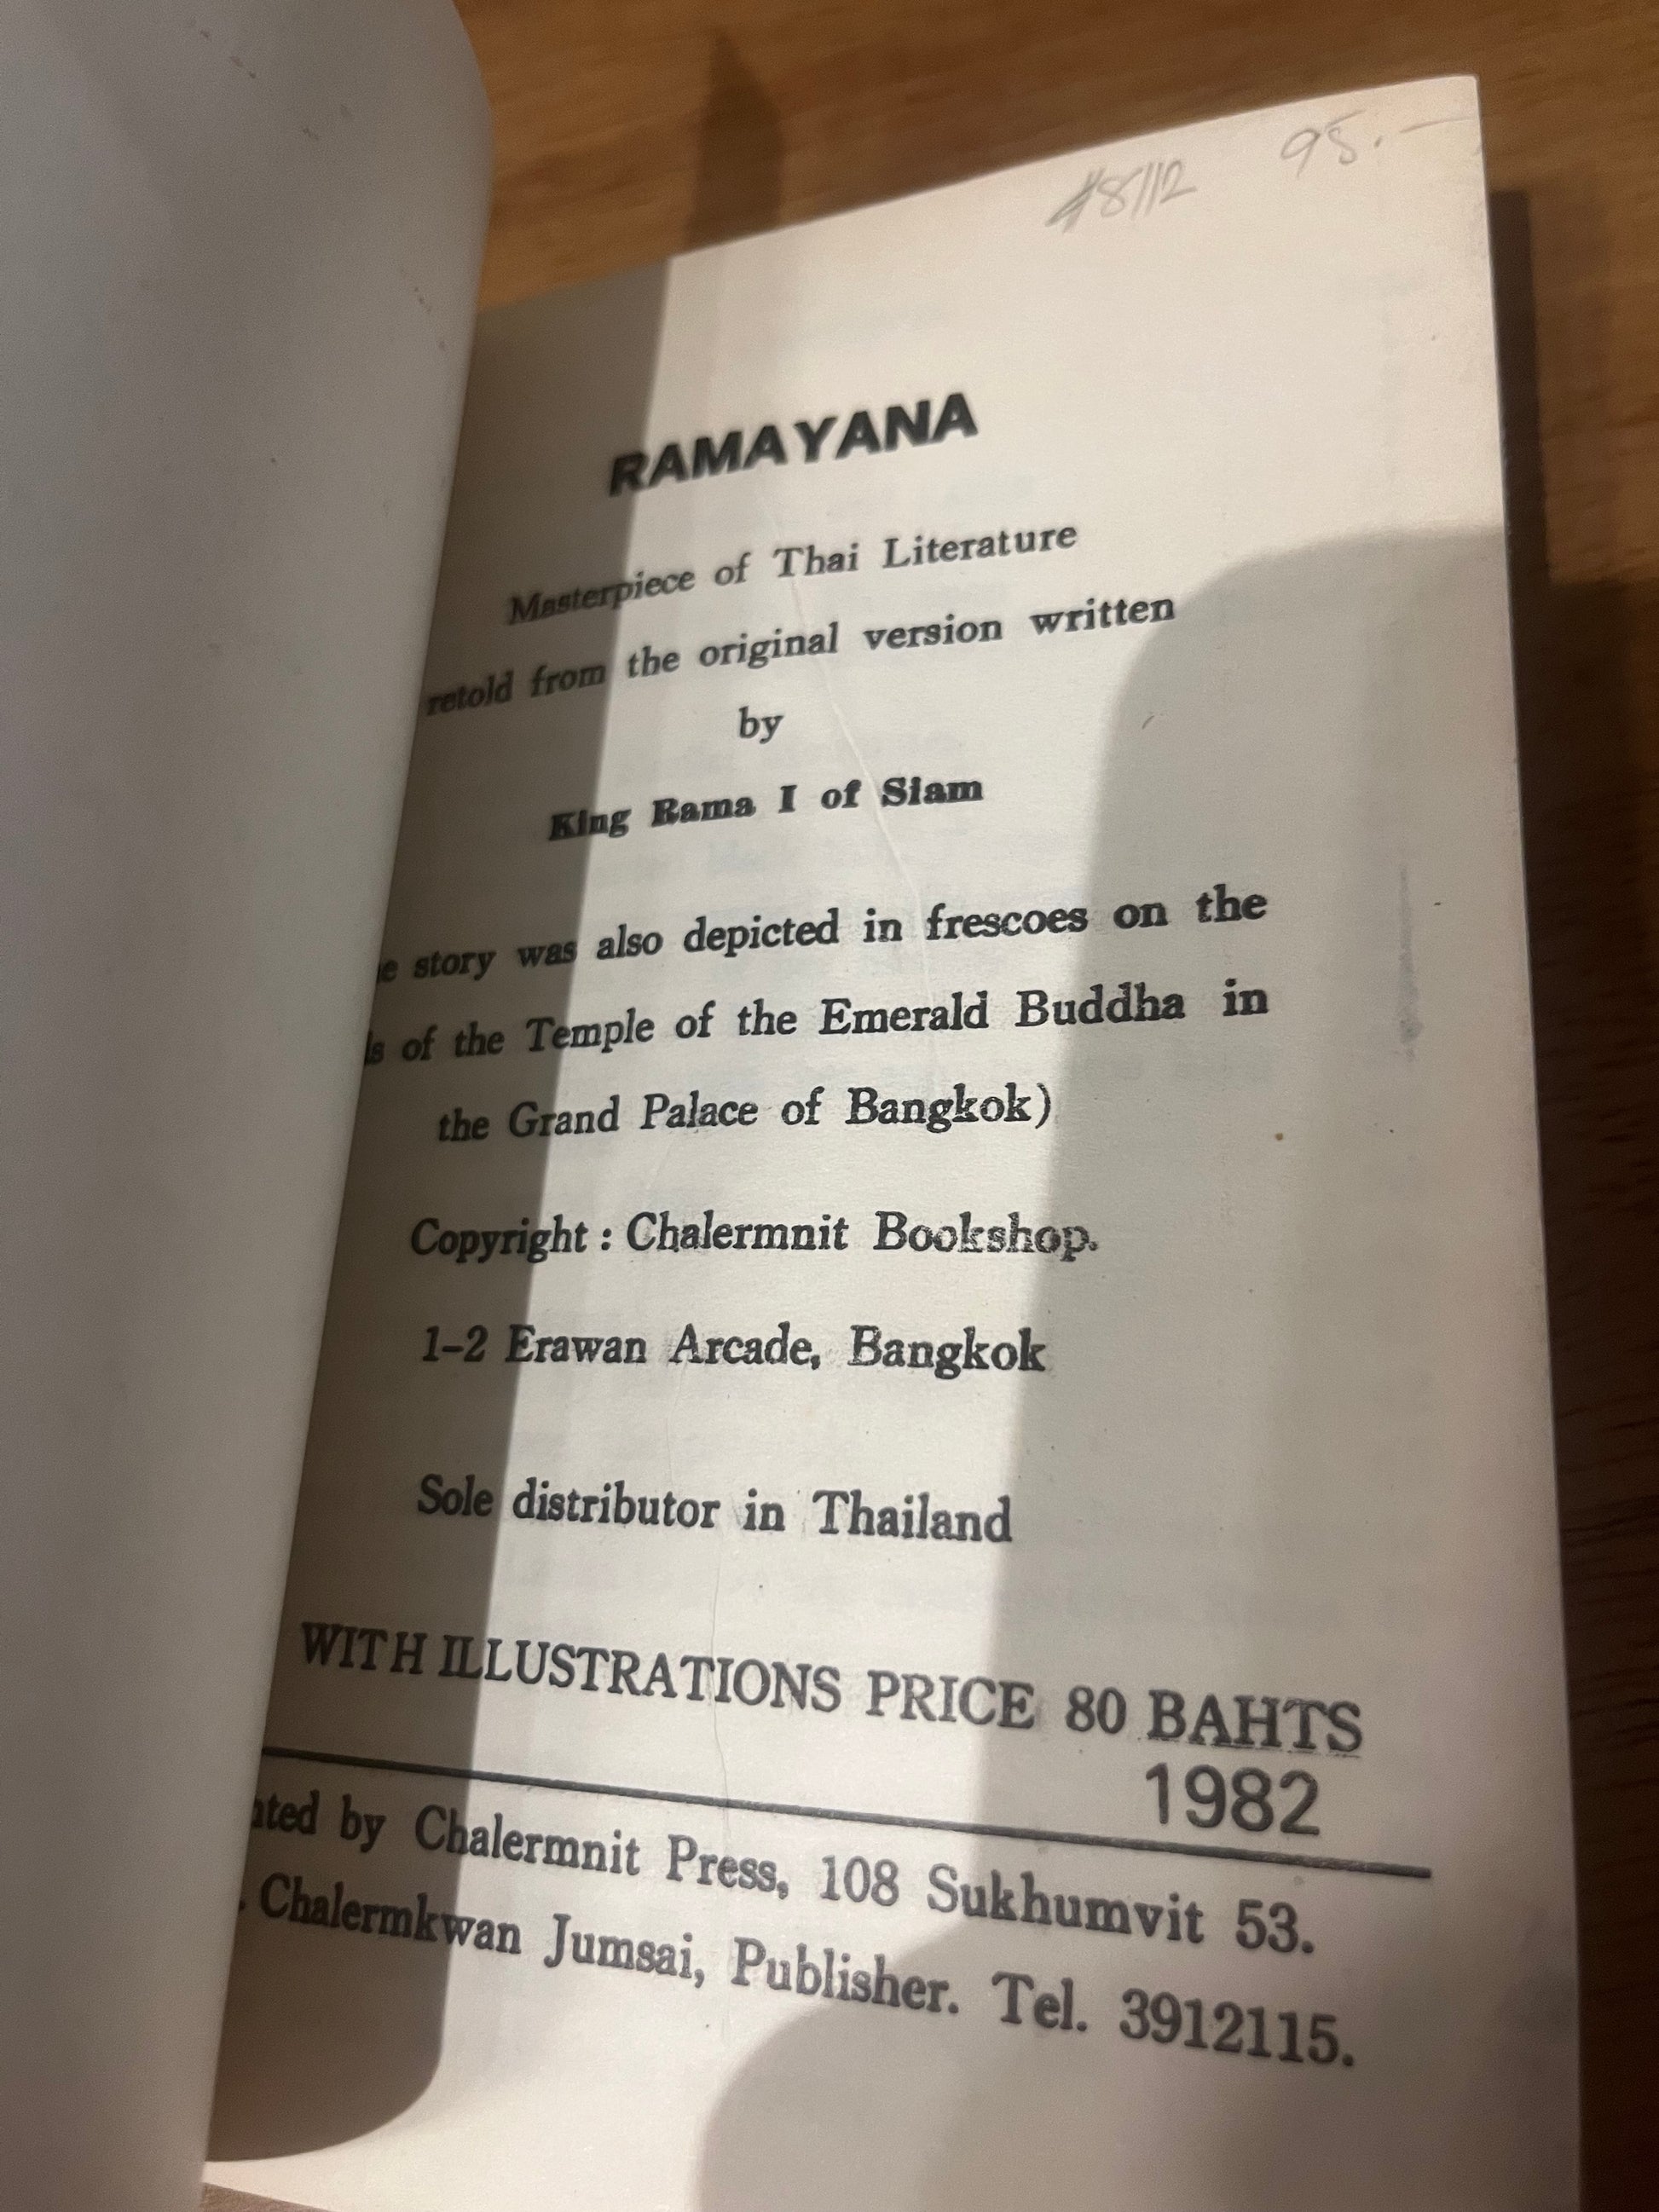 #8112 95.-
RAMAYANA
Masterpiece of Thai Literature
retold from the original version written
by
King Rama I of Siam
story was also depicted in frescoes on the
of the Temple of the Emerald Buddha in
the Grand Palace of Bangkok)
Copyright : Chalermnit Bookshop.
1-2 Erawan Arcade, Bangkok
Sole distributor in Thailand
WITH ILLUSTRATIONS PRICE 80 BAHTS
1982
by Chalermnit Press, 108 Sukhumvit 53.
Chalermkwan Jumsai, Publisher. Tel. 3912115.